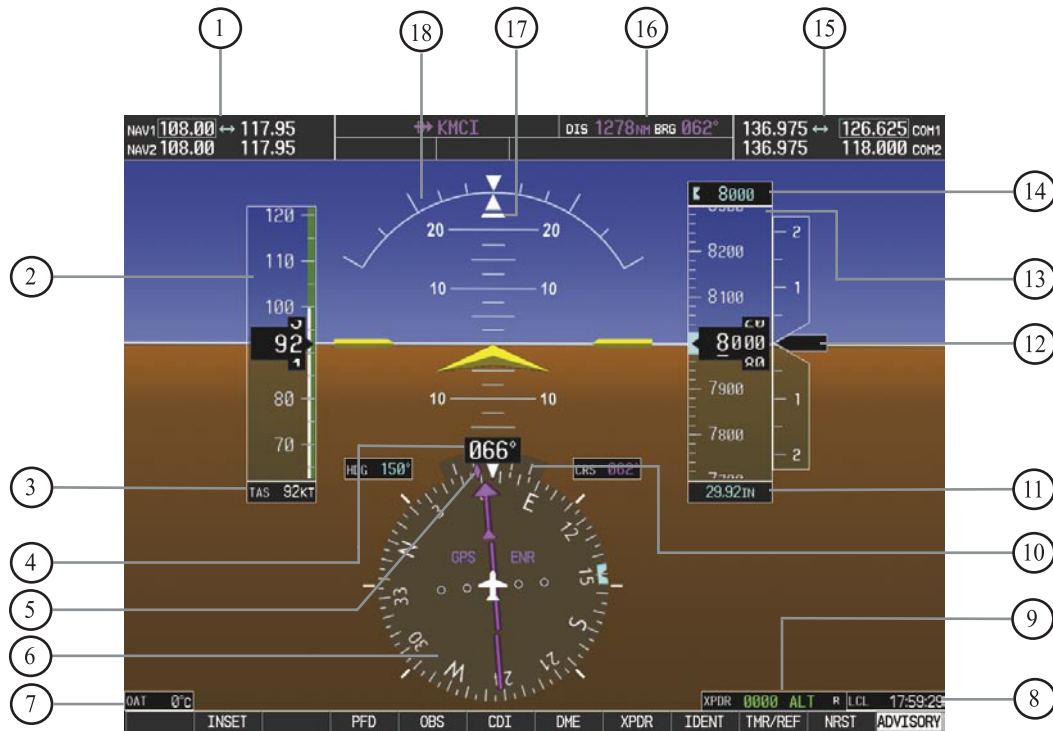 1
18
17
16
15
NAV1 108.00 ↔ 117.95
NAV2 108.00 117.95
KMCI
DIS 1278NM BRG 062°
136.975 ↔ 126.625 COM1
136.975 118.000 COM2
14
8000
120
20 20
2
8200
2
110
13
10 10
8100
1
100
92
8000
20
80
12
80
10 10
7900
1
70
7800
2
066°
HDG 150°
CRS 062°
TAS 92KT
29.92IN
3
11
4
10
GPS ENR
N
3
E
12
15
S
21
24
W
30
33
5
6
9
7
8
OAT 0°C
XPDR 0000 ALT R LCL 17:59:29
INSET PFD OBS CDI DME XPDR IDENT TMR/REF NRST ADVISORY